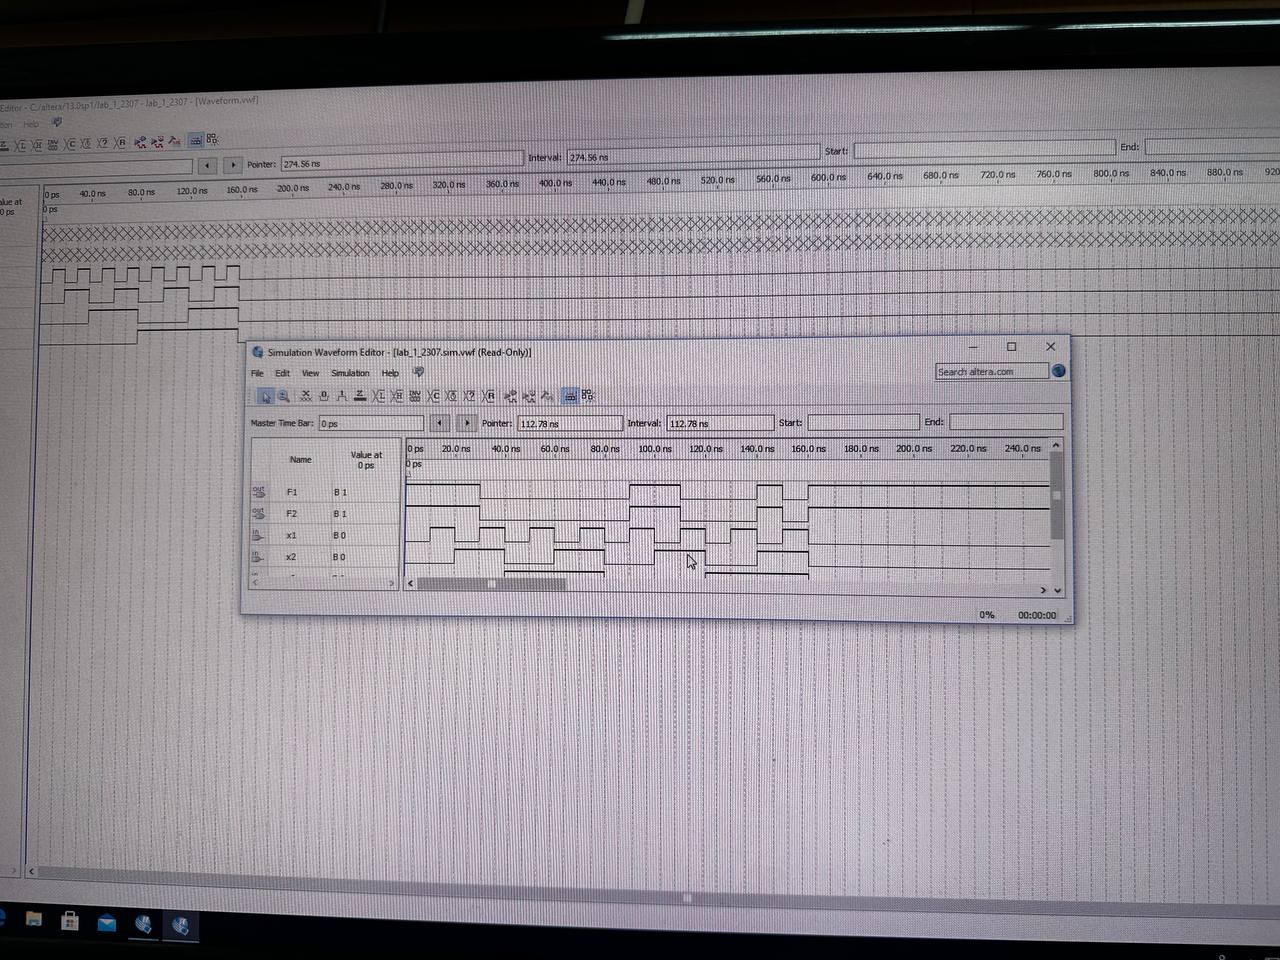 Editor - C:/altera/13.0sp1/lab_1_2307 - lab_1_2307 - [Waveform.vwf]
Help
Pointer: 274.56 ns Interval: 274.56 ns Start: End:
0 ps 40.0 ns 80.0 ns 120.0 ns 160.0 ns 200.0 ns 240.0 ns 280.0 ns 320.0 ns 360.0 ns 400.0 ns 440.0 ns 480.0 ns 520.0 ns 560.0 ns 600.0 ns 640.0 ns 680.0 ns 720.0 ns 760.0 ns 800.0 ns 840.0 ns 880.0 ns 920
alue at
0 ps
0 ps
Simulation Waveform Editor - [lab_1_2307.sim.vwf (Read-Only)]
File Edit View Simulation Help
Search altera.com
Master Time Bar: 0 ps Pointer: 112.78 ns Interval: 112.78 ns Start: End:
Name Value at
0 ps
0 ps 20.0 ns 40.0 ns 60.0 ns 80.0 ns 100.0 ns 120.0 ns 140.0 ns 160.0 ns 180.0 ns 200.0 ns 220.0 ns 240.0 ns
0 ps
out F1 B 1
out F2 B 1
in x1 B 0
in x2 B 0
0% 00:00:00